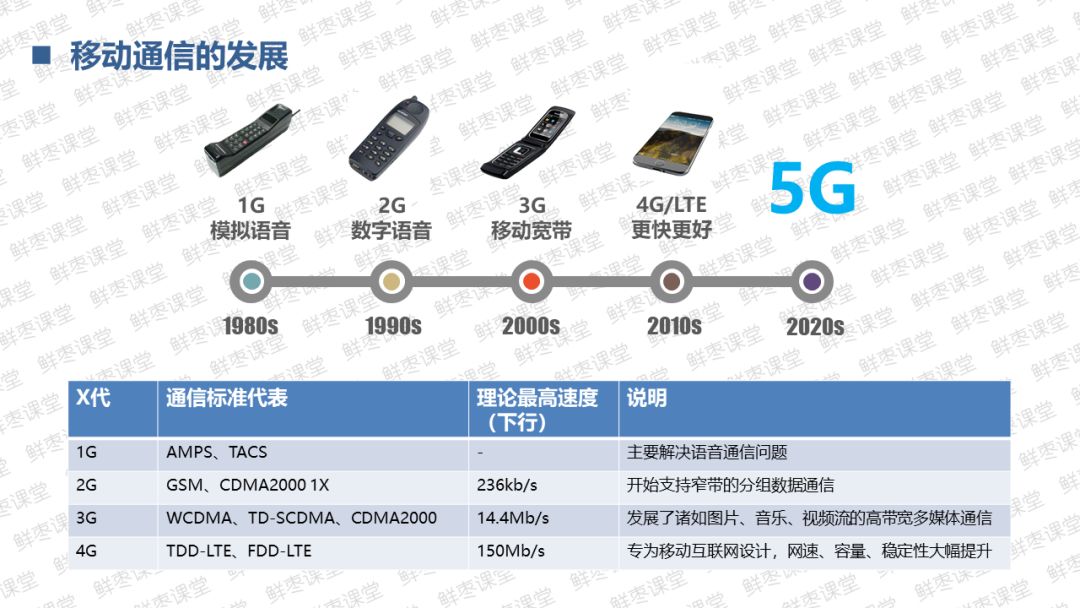 移动通信的发展
1G
模拟语音
2G
数字语音
3G
移动宽带
4G/LTE
更快更好
5G
1980s
1990s
2000s
2010s
2020s
X代 通信标准代表 理论最高速度（下行） 说明
1G AMPS、TACS - 主要解决语音通信问题
2G GSM、CDMA2000 1X 236kb/s 开始支持窄带的分组数据通信
3G WCDMA、TD-SCDMA、CDMA2000 14.4Mb/s 发展了诸如图片、音乐、视频流的高带宽多媒体通信
4G TDD-LTE、FDD-LTE 150Mb/s 专为移动互联网设计，网速、容量、稳定性大幅提升
鲜枣课堂